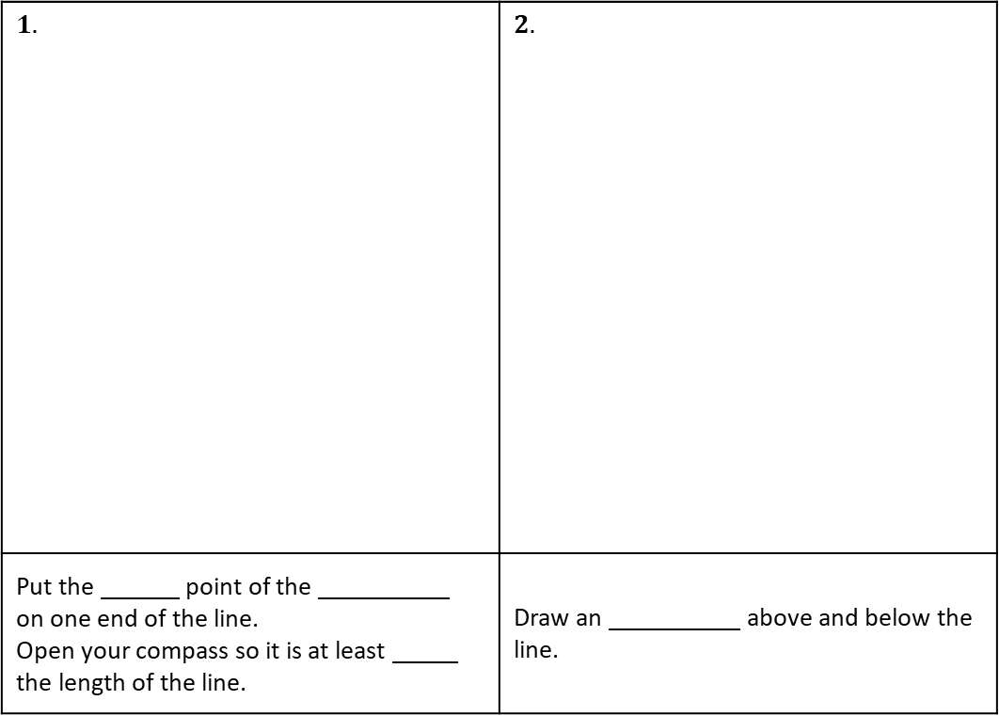 1.
2.
Put the ______ point of the __________
on one end of the line.
Open your compass so it is at least _____
the length of the line.
Draw an __________ above and below the
line.